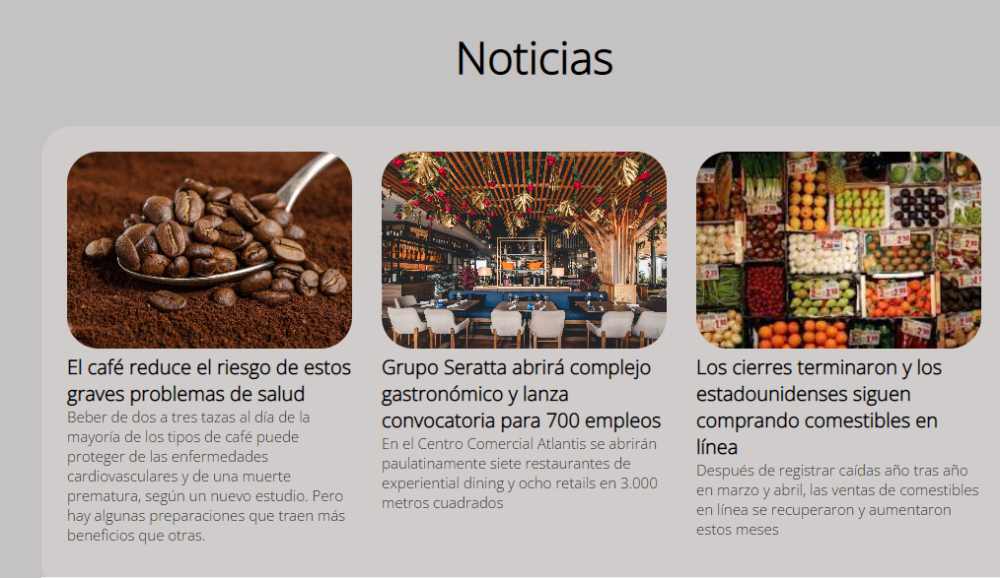 Noticias
El café reduce el riesgo de estos
graves problemas de salud
Beber de dos a tres tazas al día de la
mayoría de los tipos de café puede
proteger de las enfermedades
cardiovasculares y de una muerte
prematura, según un nuevo estudio. Pero
hay algunas preparaciones que traen más
beneficios que otras.
Grupo Seratta abrirá complejo
gastronómico y lanza
convocatoria para 700 empleos
En el Centro Comercial Atlantis se abrirán
paulatinamente siete restaurantes de
experiential dining y ocho retails en 3.000
metros cuadrados
Los cierres terminaron y los
estadounidenses siguen
comprando comestibles en
línea
Después de registrar caídas año tras año
en marzo y abril, las ventas de comestibles
en línea se recuperaron y aumentaron
estos meses